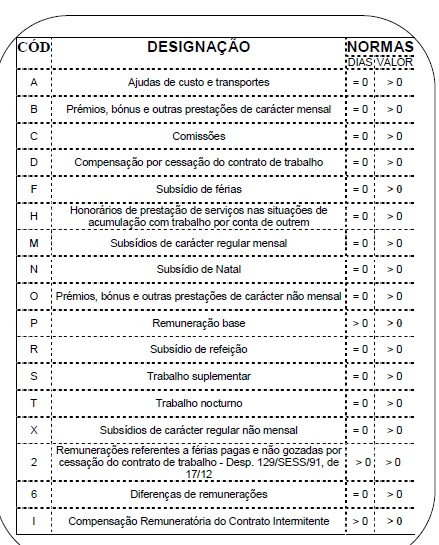 CÓD DESIGNAÇÃO NORMAS
DIAS VALOR
A Ajudas de custo e transportes = 0 > 0
B Prémios, bónus e outras prestações de carácter mensal = 0 > 0
C Comissões = 0 > 0
D Compensação por cessação do contrato de trabalho = 0 > 0
F Subsídio de férias = 0 > 0
H Honorários de prestação de serviços nas situações de
acumulação com trabalho por conta de outrem = 0 > 0
M Subsídios de carácter regular mensal = 0 > 0
N Subsídio de Natal = 0 > 0
O Prémios, bónus e outras prestações de carácter não mensal = 0 > 0
P Remuneração base > 0 > 0
R Subsídio de refeição = 0 > 0
S Trabalho suplementar = 0 > 0
T Trabalho nocturno = 0 > 0
X Subsídios de carácter regular não mensal = 0 > 0
Remunerações referentes a férias pagas e não gozadas por
2 cessação do contrato de trabalho - Desp. 129/SESS/91, de > 0 > 0
17/12
6 Diferenças de remunerações = 0 > 0
I Compensação Remuneratória do Contrato Intermitente > 0 > 0